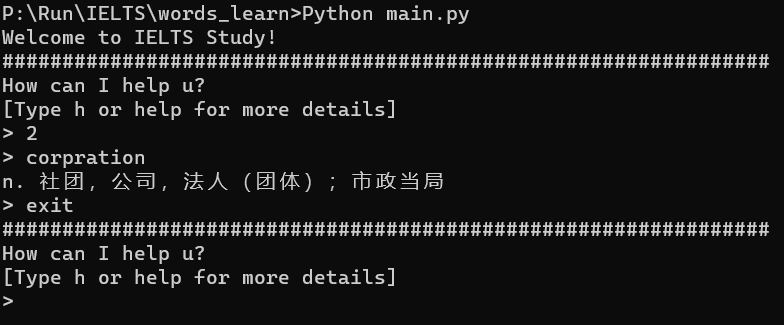 P:\Run\IELTS\words_learn>Python main.py
Welcome to IELTS Study!
################################################################
How can I help u?
[Type h or help for more details]
> 2
> corpration
n. 社团，公司，法人（团体）；市政当局
> exit
################################################################
How can I help u?
[Type h or help for more details]
>